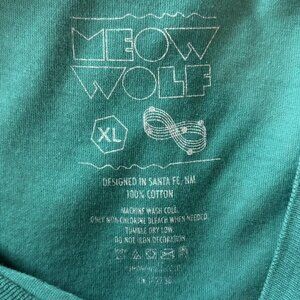 MEOW
WOLF
XL
DESIGNED IN SANTA FE, NM
100% COTTON
MACHINE WASH COLD.
ONLY NON-CHLORINE BLEACH WHEN NEEDED.
TUMBLE DRY LOW.
DO NOT IRON DECORATION.